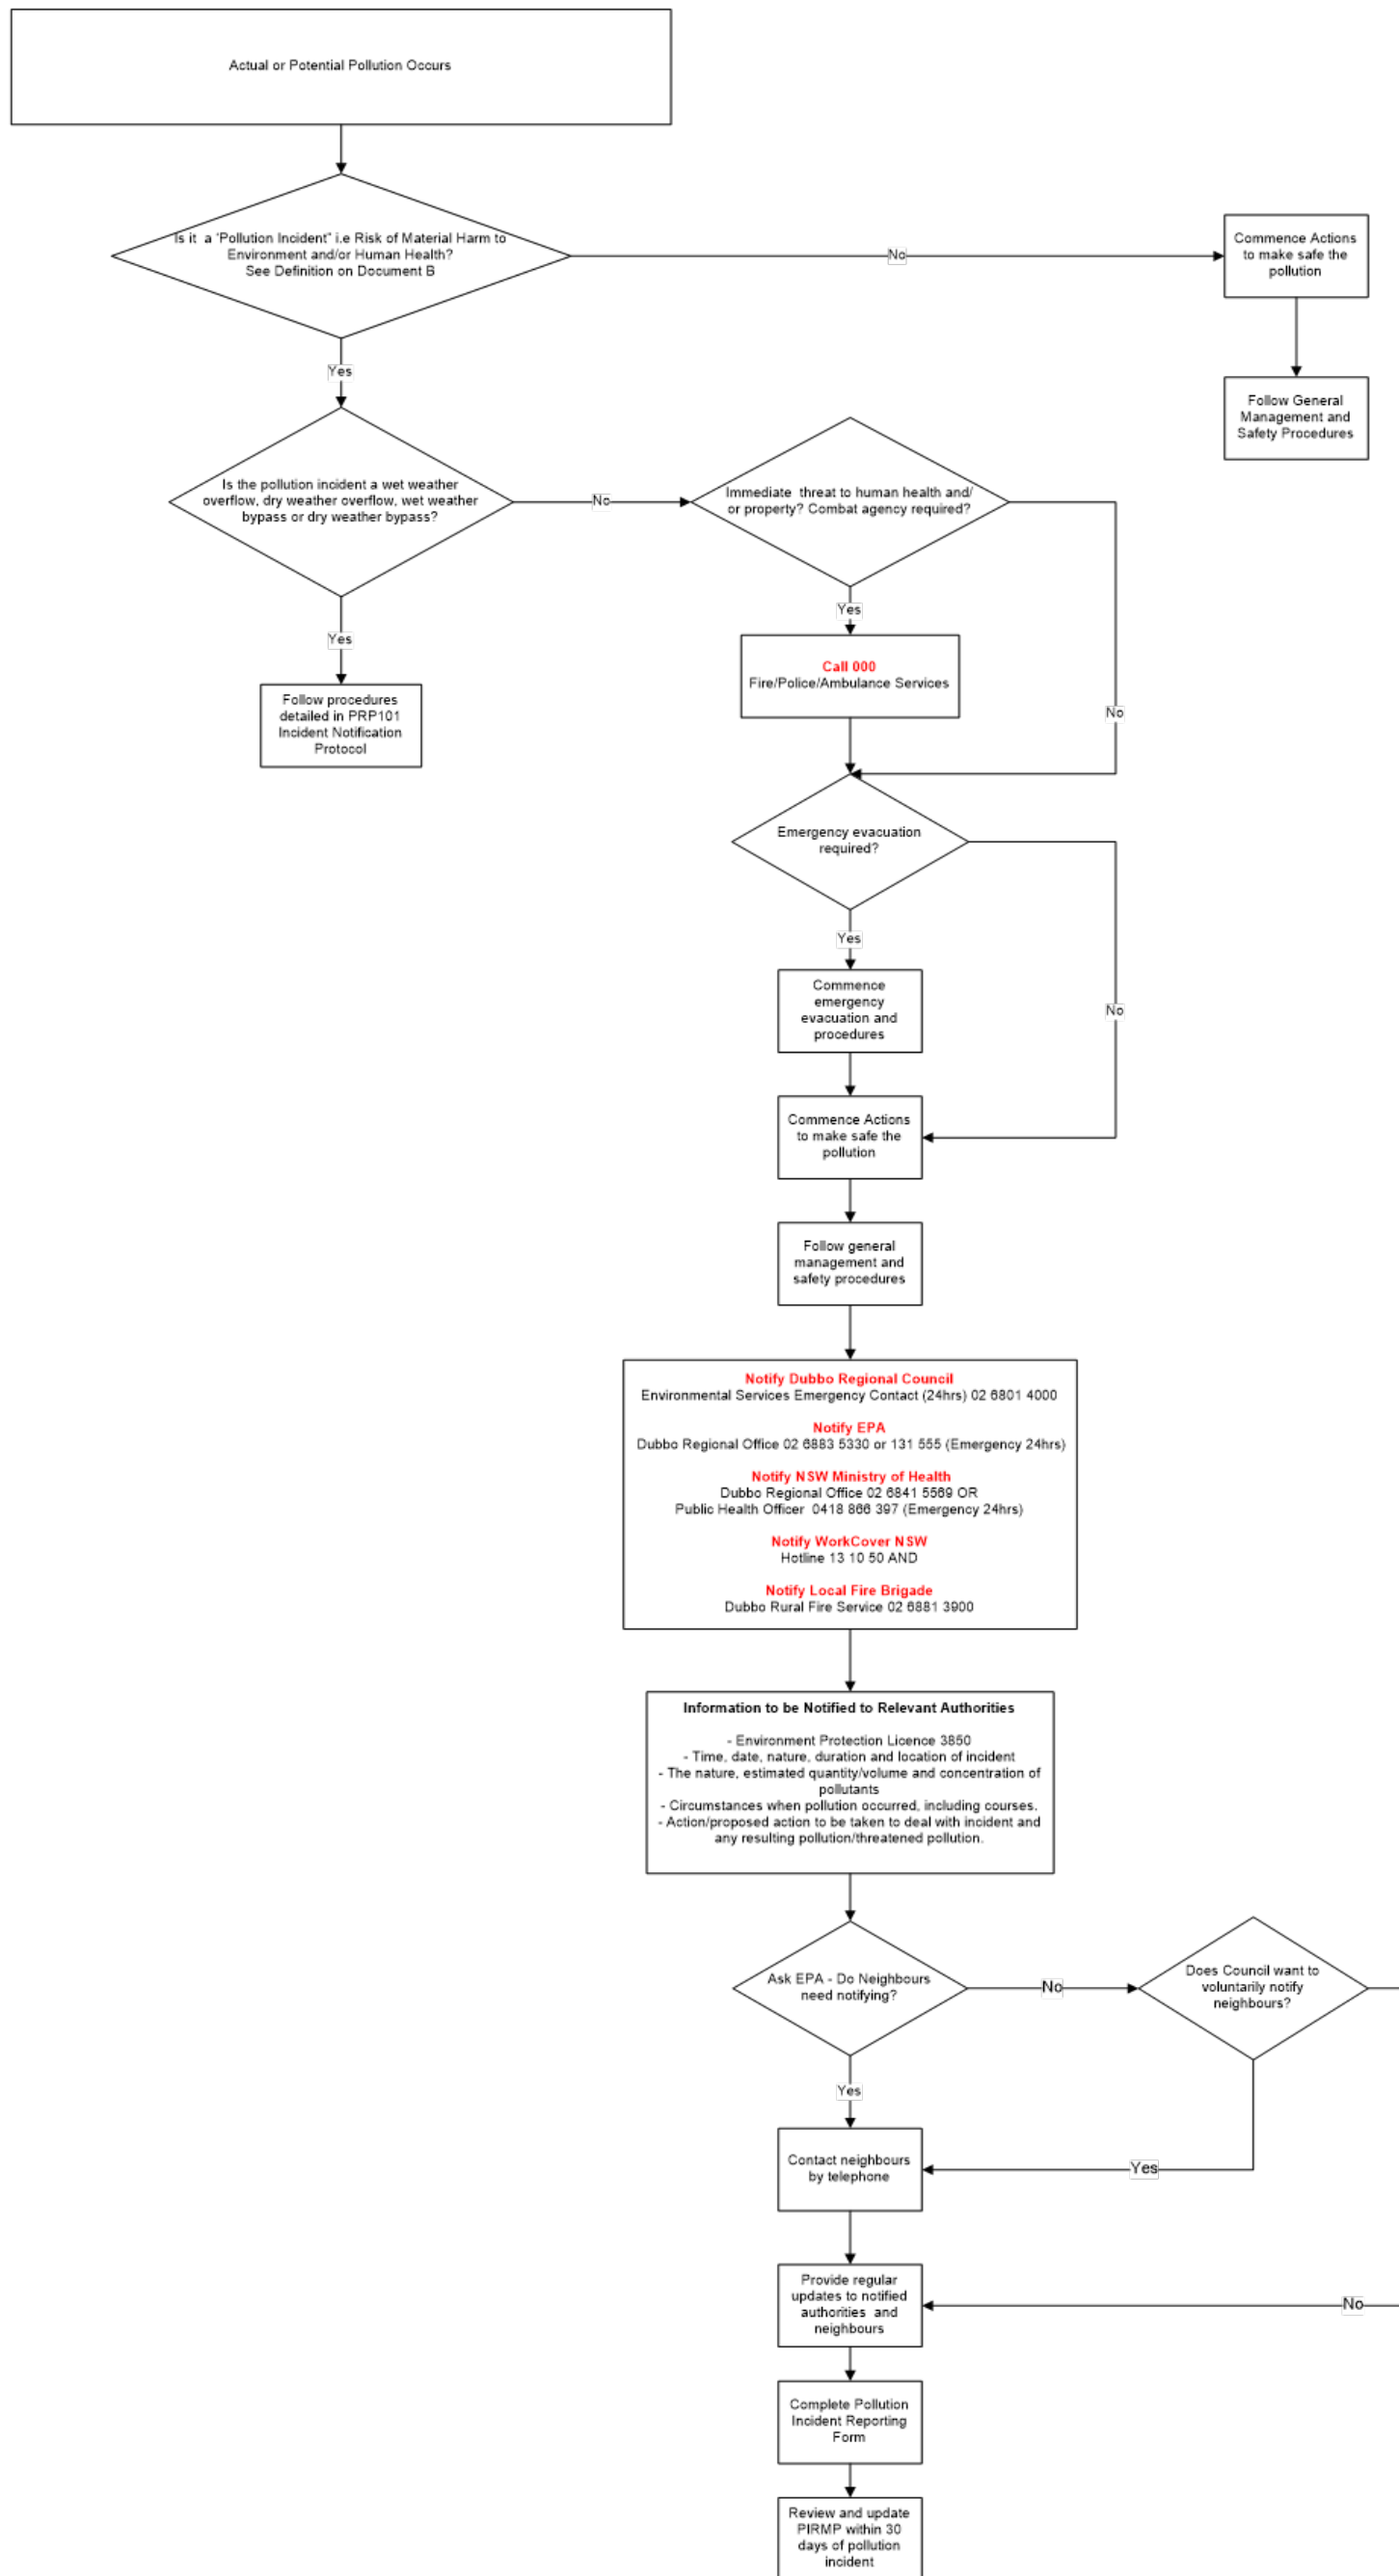 Actual or Potential Pollution Occurs
Is it a 'Pollution Incident" i.e Risk of Material Harm to
Environment and/or Human Health?
See Definition on Document B
No
Commence Actions
to make safe the
pollution
Yes
Follow General
Management and
Safety Procedures
Is the pollution incident a wet weather
overflow, dry weather overflow, wet weather
bypass or dry weather bypass?
No
Immediate threat to human health and/
or property? Combat agency required?
Yes
Yes
Call 000
Fire/Police/Ambulance Services
No
Follow procedures
detailed in PRP101
Incident Notification
Protocol
Emergency evacuation
required?
Yes
No
Commence
emergency
evacuation and
procedures
Commence Actions
to make safe the
pollution
Follow general
management and
safety procedures
Notify Dubbo Regional Council
Environmental Services Emergency Contact (24hrs) 02 6801 4000
Notify EPA
Dubbo Regional Office 02 6883 5330 or 131 555 (Emergency 24hrs)
Notify NSW Ministry of Health
Dubbo Regional Office 02 6841 5569 OR
Public Health Officer 0418 866 397 (Emergency 24hrs)
Notify WorkCover NSW
Hotline 13 10 50 AND
Notify Local Fire Brigade
Dubbo Rural Fire Service 02 6881 3900
Information to be Notified to Relevant Authorities
- Environment Protection Licence 3850
- Time, date, nature, duration and location of incident
- The nature, estimated quantity/volume and concentration of
pollutants
- Circumstances when pollution occurred, including courses.
- Action/proposed action to be taken to deal with incident and
any resulting pollution/threatened pollution.
Ask EPA - Do Neighbours
need notifying?
No
Does Council want to
voluntarily notify
neighbours?
Yes
Contact neighbours
by telephone
Yes
Provide regular
updates to notified
authorities and
neighbours
No
Complete Pollution
Incident Reporting
Form
Review and update
PIRMP within 30
days of pollution
incident